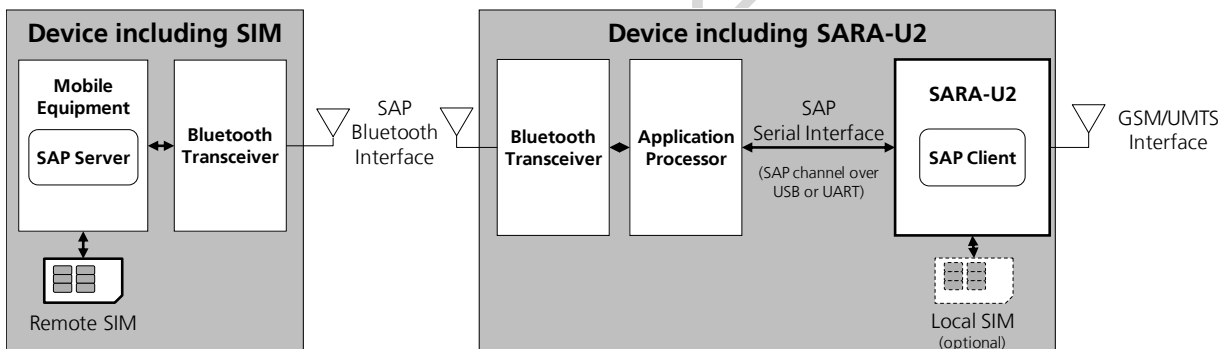 Device including SIM
Mobile
Equipment
SAP Server
Bluetooth
Transceiver
Remote SIM
SAP
Bluetooth
Interface
Device including SARA-U2
Bluetooth
Transceiver
Application
Processor
SAP
Serial Interface
(SAP channel over
USB or UART)
SARA-U2
SAP Client
Local SIM
(optional)
GSM/UMTS
Interface